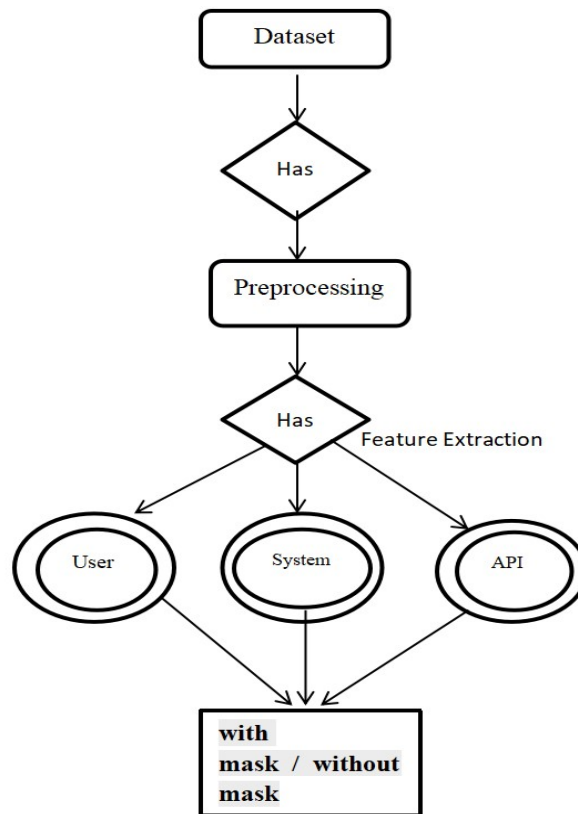 Dataset
Has
Preprocessing
Has
Feature Extraction
User
System
API
with
mask / without
mask